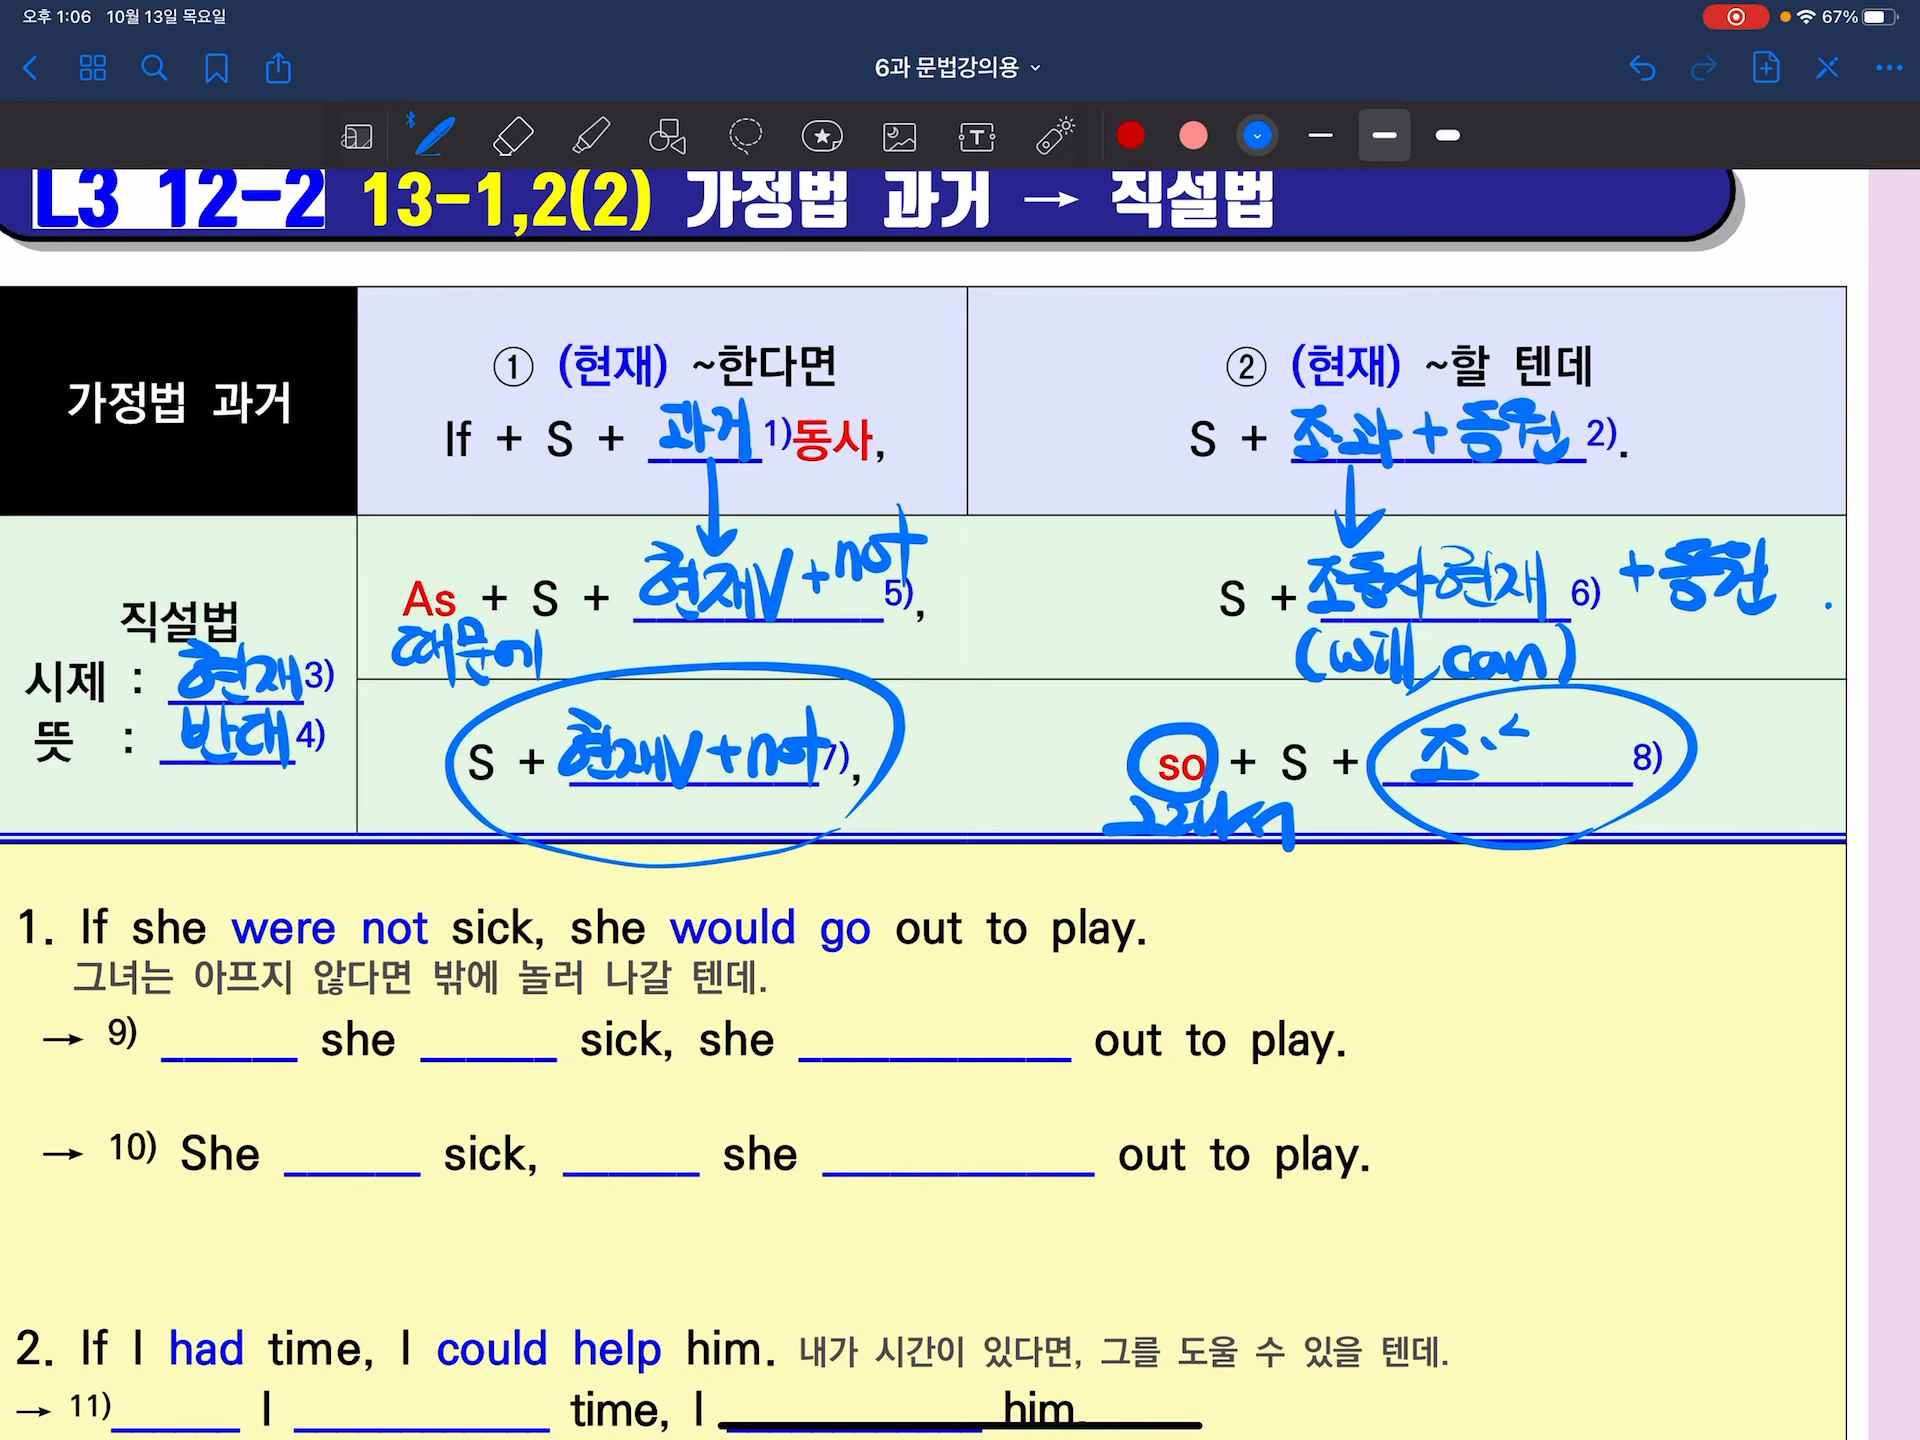 오후 1:06 10월 13일 목요일
67%
6과 문법강의용
L3 12-2 13-1,2(2) 가정법 과거 → 직설법
가정법 과거
① (현재) ~한다면
If + S + 과거 1)동사,
② (현재) ~할 텐데
S + 조·과 + 동원 2).
직설법
시제 : 현재 3)
뜻 : 반대 4)
As + S + 현재V + not 5),
때문에
S + 조동사현재 6) + 동원 .
(will, can)
S + 현재V + not 7),
so + S + 조 8)
그래서
1. If she were not sick, she would go out to play.
그녀는 아프지 않다면 밖에 놀러 나갈 텐데.
→ 9) ______ she ______ sick, she ____________ out to play.
→ 10) She ______ sick, ______ she ____________ out to play.
2. If I had time, I could help him. 내가 시간이 있다면, 그를 도울 수 있을 텐데.
→ 11)______ I ____________ time, I ____________ him.